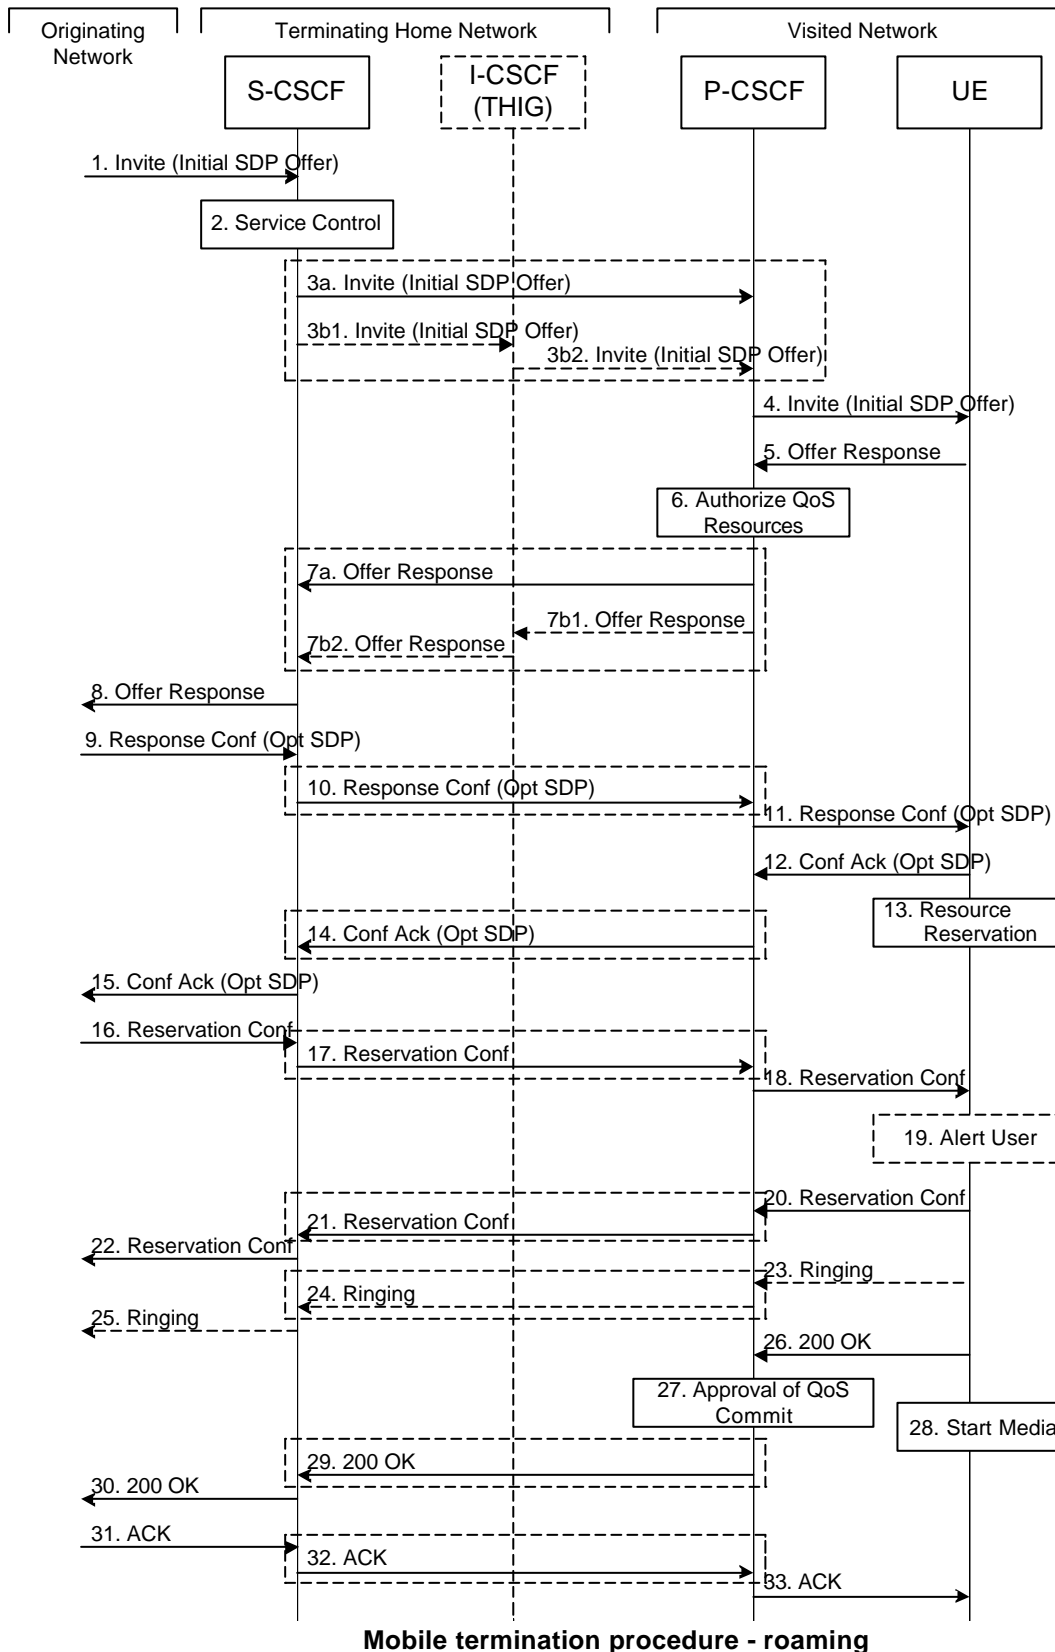 Originating
Network
Terminating Home Network
Visited Network
S-CSCF
I-CSCF
(THIG)
P-CSCF
UE
1. Invite (Initial SDP Offer)
2. Service Control
3a. Invite (Initial SDP Offer)
3b1. Invite (Initial SDP Offer)
3b2. Invite (Initial SDP Offer)
4. Invite (Initial SDP Offer)
5. Offer Response
6. Authorize QoS
Resources
7a. Offer Response
7b1. Offer Response
7b2. Offer Response
8. Offer Response
9. Response Conf (Opt SDP)
10. Response Conf (Opt SDP)
11. Response Conf (Opt SDP)
12. Conf Ack (Opt SDP)
13. Resource
Reservation
14. Conf Ack (Opt SDP)
15. Conf Ack (Opt SDP)
16. Reservation Conf
17. Reservation Conf
18. Reservation Conf
19. Alert User
20. Reservation Conf
21. Reservation Conf
22. Reservation Conf
23. Ringing
24. Ringing
25. Ringing
26. 200 OK
27. Approval of QoS
Commit
28. Start Media
29. 200 OK
30. 200 OK
31. ACK
32. ACK
33. ACK
Mobile termination procedure - roaming